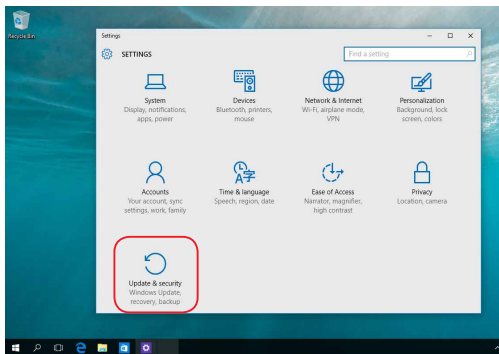 Recycle Bin
Settings
SETTINGS
Find a setting
System
Display, notifications,
apps, power
Devices
Bluetooth, printers,
mouse
Network & Internet
Wi-Fi, airplane mode,
VPN
Personalization
Background, lock
screen, colors
Accounts
Your account, sync
settings, work, family
Time & language
Speech, region, date
Ease of Access
Narrator, magnifier,
high contrast
Privacy
Location, camera
Update & security
Windows Update,
recovery, backup